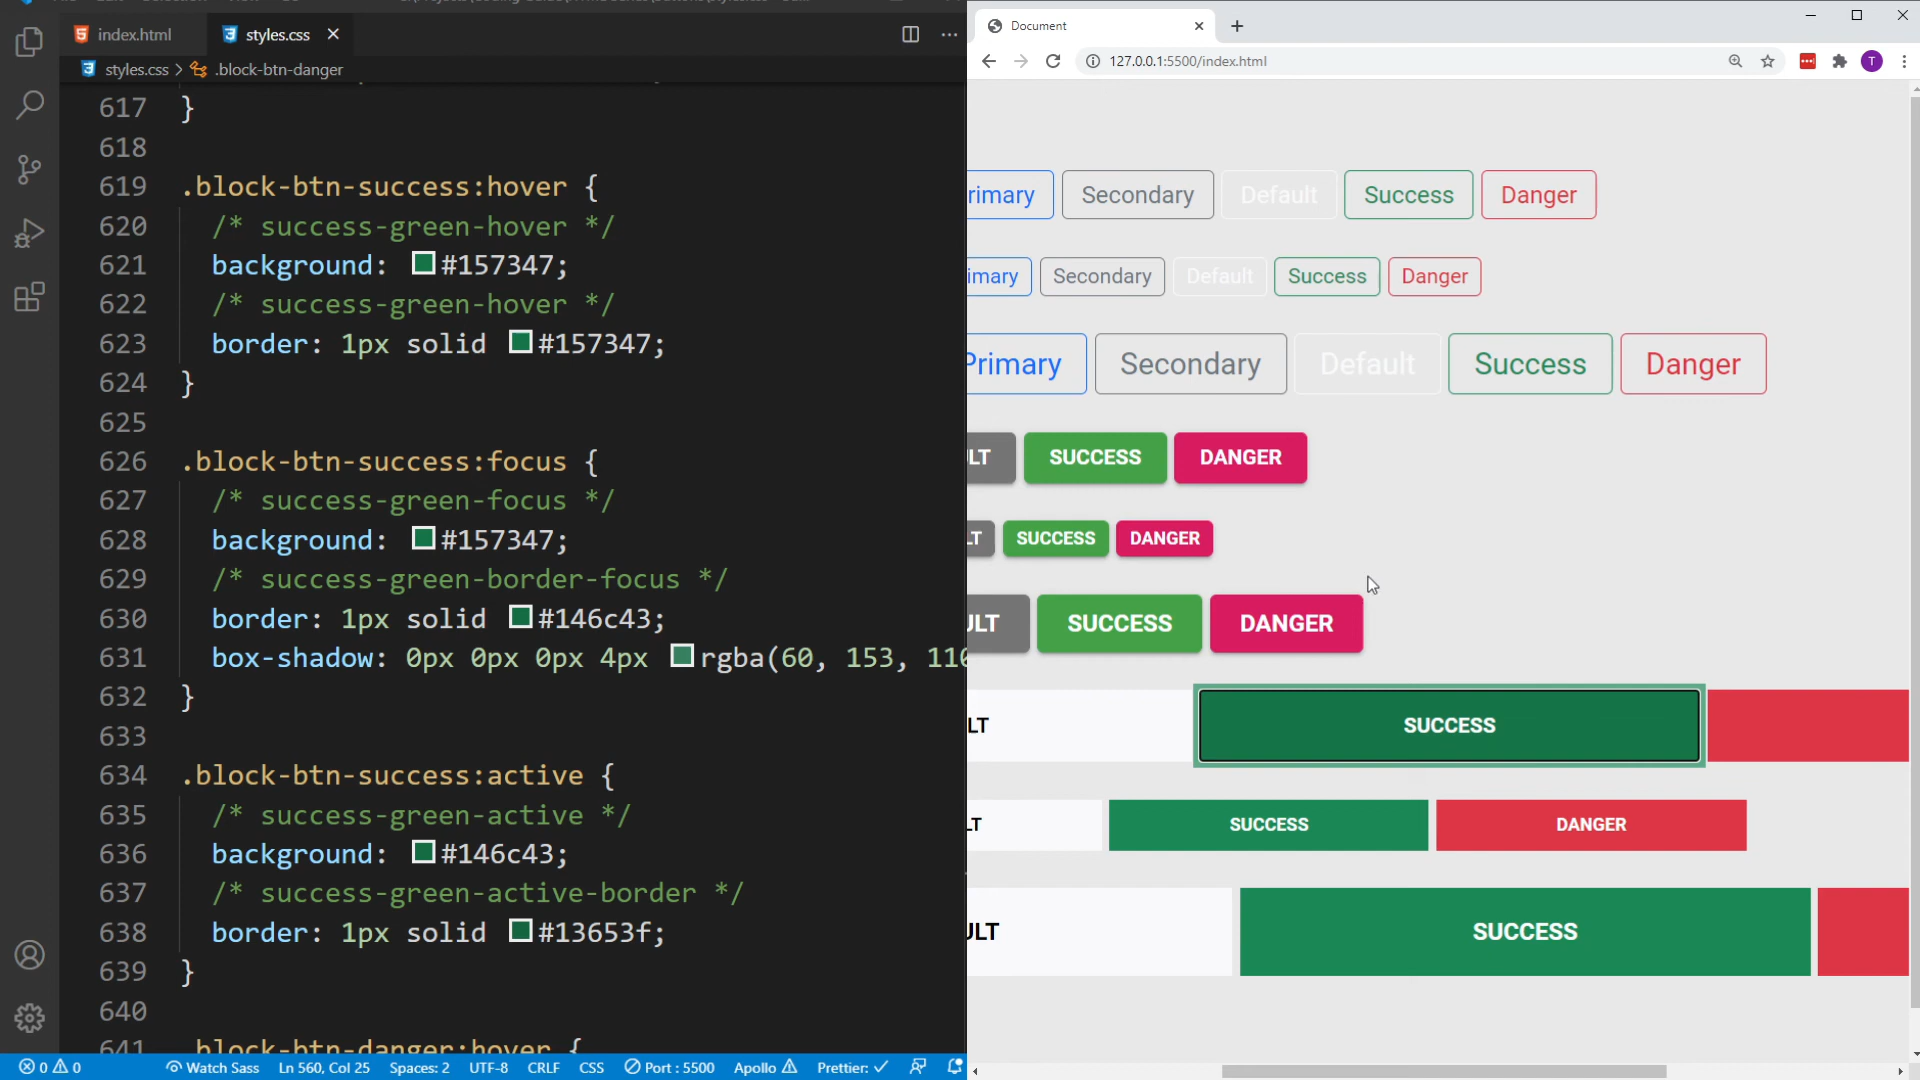 index.html
styles.css
styles.css > .block-btn-danger
617 }
618
619 .block-btn-success:hover {
620 /* success-green-hover */
621 background: #157347;
622 /* success-green-hover */
623 border: 1px solid #157347;
624 }
625
626 .block-btn-success:focus {
627 /* success-green-focus */
628 background: #157347;
629 /* success-green-border-focus */
630 border: 1px solid #146c43;
631 box-shadow: 0px 0px 0px 4px rgba(60, 153, 110
632 }
633
634 .block-btn-success:active {
635 /* success-green-active */
636 background: #146c43;
637 /* success-green-active-border */
638 border: 1px solid #13653f;
639 }
640
641 .block-btn-danger:hover {
0 0 Watch Sass Ln 560, Col 25 Spaces: 2 UTF-8 CRLF CSS Port : 5500 Apollo Prettier: ✓
Document
127.0.0.1:5500/index.html
T
rimary Secondary Default Success Danger
imary Secondary Default Success Danger
Primary Secondary Default Success Danger
LT SUCCESS DANGER
LT SUCCESS DANGER
ULT SUCCESS DANGER
LT SUCCESS
LT SUCCESS DANGER
ULT SUCCESS